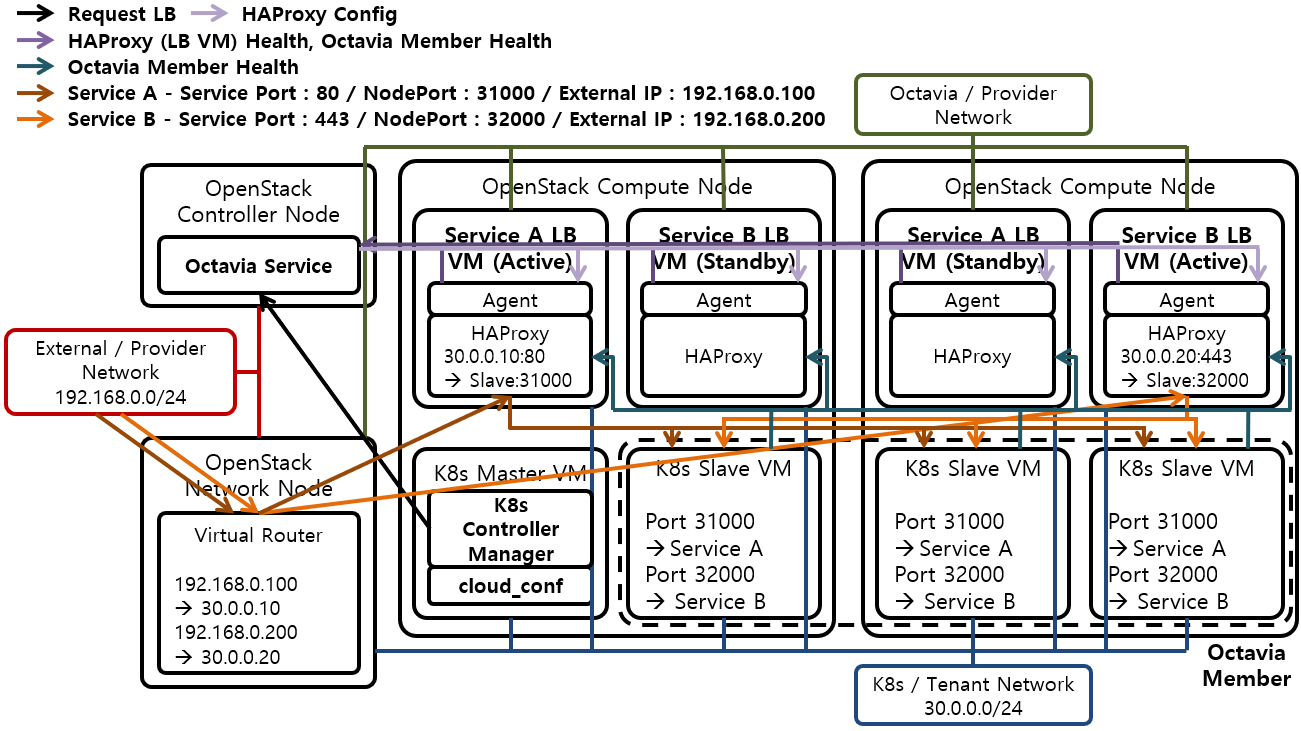 Request LB
HAProxy Config
HAProxy (LB VM) Health, Octavia Member Health
Octavia Member Health
Service A - Service Port : 80 / NodePort : 31000 / External IP : 192.168.0.100
Service B - Service Port : 443 / NodePort : 32000 / External IP : 192.168.0.200
Octavia / Provider
Network
OpenStack
Controller Node
Octavia Service
External / Provider
Network
192.168.0.0/24
OpenStack
Network Node
Virtual Router
192.168.0.100
→ 30.0.0.10
192.168.0.200
→ 30.0.0.20
OpenStack Compute Node
Service A LB
VM (Active)
Agent
HAProxy
30.0.0.10:80
→ Slave:31000
Service B LB
VM (Standby)
Agent
HAProxy
K8s Master VM
K8s
Controller
Manager
cloud_conf
K8s Slave VM
Port 31000
→ Service A
Port 32000
→ Service B
OpenStack Compute Node
Service A LB
VM (Standby)
Agent
HAProxy
Service B LB
VM (Active)
Agent
HAProxy
30.0.0.20:443
→ Slave:32000
K8s Slave VM
Port 31000
→ Service A
Port 32000
→ Service B
K8s Slave VM
Port 31000
→ Service A
Port 32000
→ Service B
Octavia
Member
K8s / Tenant Network
30.0.0.0/24